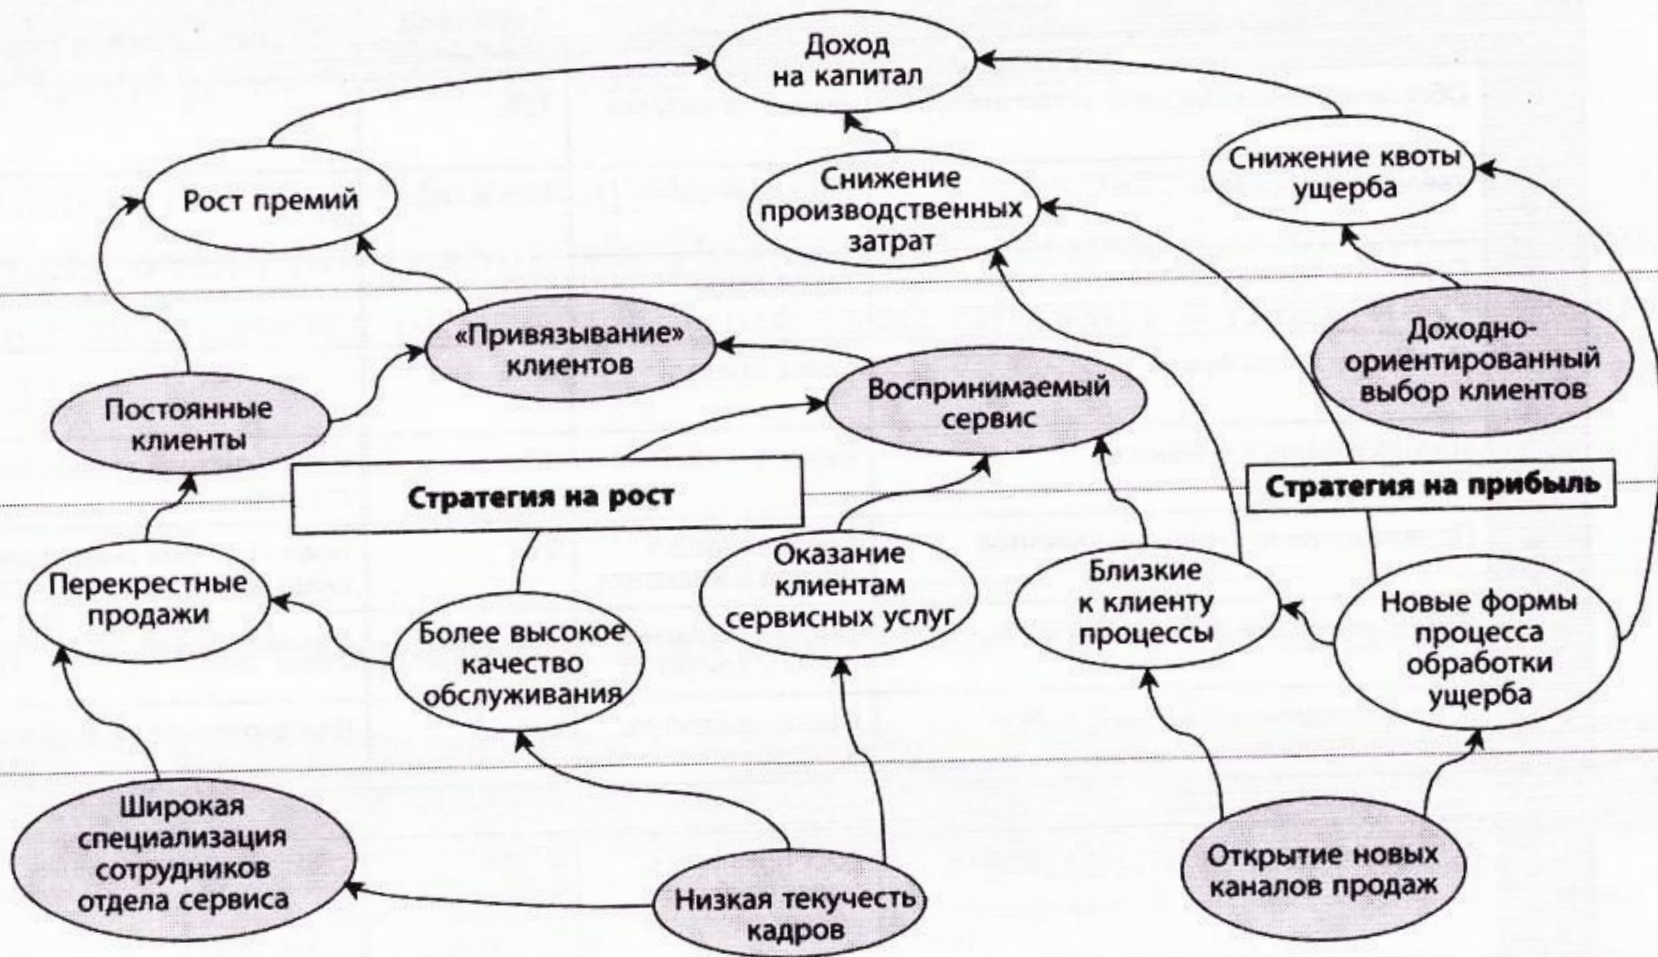 Доход
на капитал
Рост премий
Снижение
производственных
затрат
Снижение квоты
ущерба
«Привязывание»
клиентов
Доходно-
ориентированный
выбор клиентов
Постоянные
клиенты
Воспринимаемый
сервис
Стратегия на рост
Стратегия на прибыль
Перекрестные
продажи
Более высокое
качество
обслуживания
Оказание
клиентам
сервисных услуг
Близкие
к клиенту
процессы
Новые формы
процесса
обработки
ущерба
Широкая
специализация
сотрудников
отдела сервиса
Низкая текучесть
кадров
Открытие новых
каналов продаж